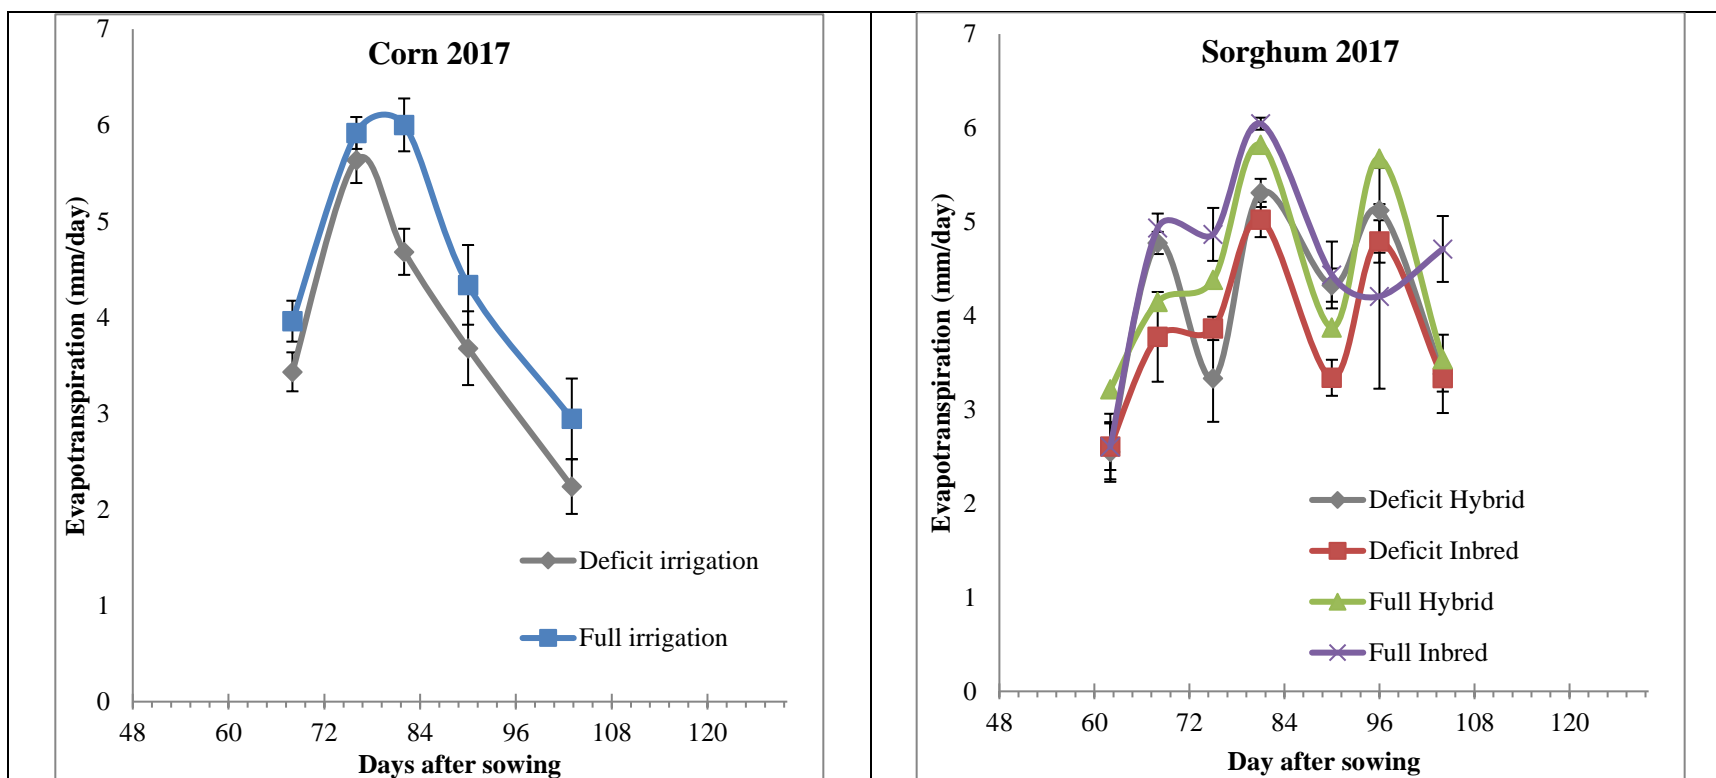 Corn 2017
Evapotranspiration (mm/day)
7
6
5
4
3
2
1
0
Deficit irrigation
Full irrigation
48 60 72 84 96 108 120
Days after sowing
Sorghum 2017
Evapotranspiration (mm/day)
7
6
5
4
3
2
1
0
Deficit Hybrid
Deficit Inbred
Full Hybrid
Full Inbred
48 60 72 84 96 108 120
Day after sowing